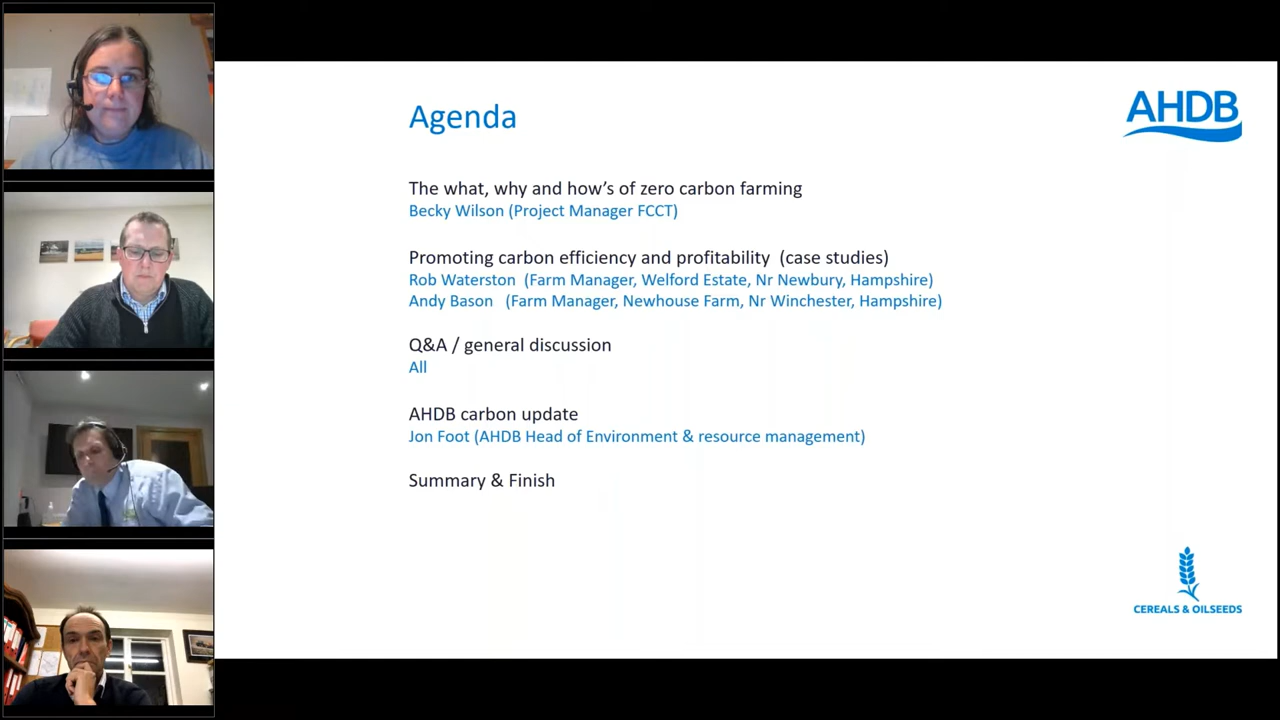 Agenda
AHDB
The what, why and how's of zero carbon farming
Becky Wilson (Project Manager FCCT)
Promoting carbon efficiency and profitability (case studies)
Rob Waterston (Farm Manager, Welford Estate, Nr Newbury, Hampshire)
Andy Bason (Farm Manager, Newhouse Farm, Nr Winchester, Hampshire)
Q&A / general discussion
All
AHDB carbon update
Jon Foot (AHDB Head of Environment & resource management)
Summary & Finish
CEREALS & OILSEEDS